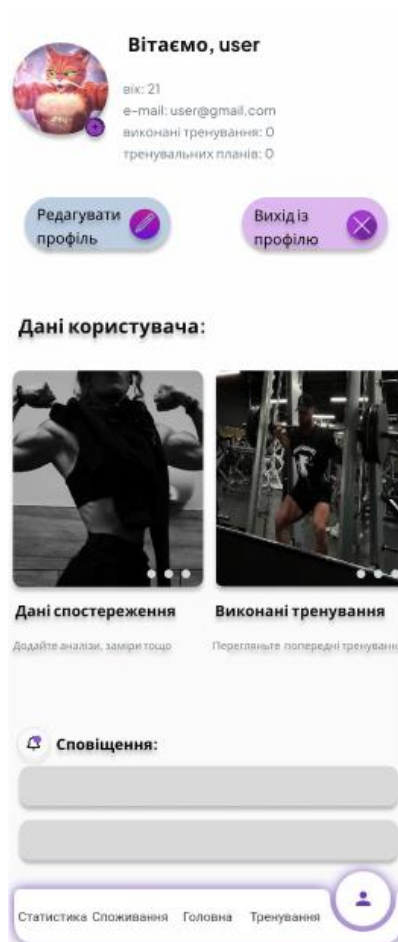 Вітаємо, user
вік: 21
e-mail: user@gmail.com
виконані тренування: 0
тренувальних планів: 0
Редагувати
профіль
Вихід із
профілю
Дані користувача:
Дані спостереження
Виконані тренування
Додайте аналізи, заміри тощо
Перегляньте попередні тренуванн
Сповіщення:
Статистика Споживання Головна Тренування